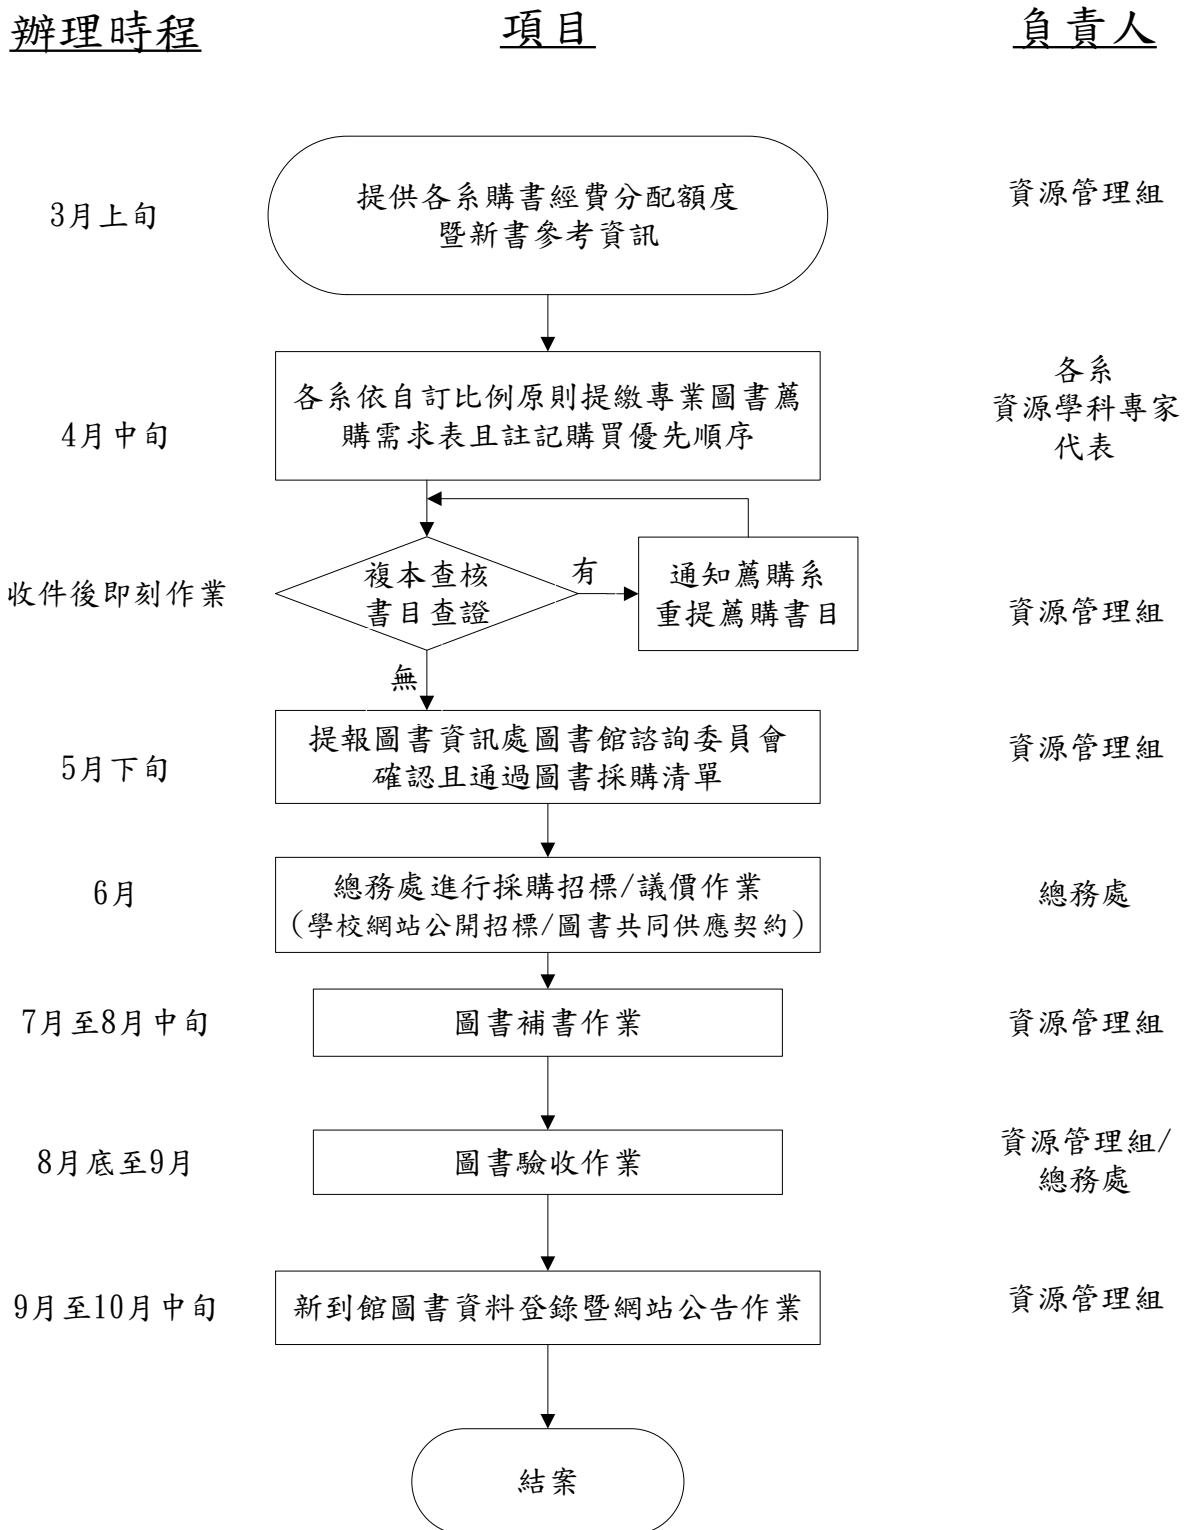 辦理時程
項目
負責人
3月上旬
提供各系購書經費分配額度
暨新書參考資訊
資源管理組
4月中旬
各系依自訂比例原則提繳專業圖書薦
購需求表且註記購買優先順序
各系
資源學科專家
代表
收件後即刻作業
複本查核
書目查證
有
通知薦購系
重提薦購書目
資源管理組
無
5月下旬
提報圖書資訊處圖書館諮詢委員會
確認且通過圖書採購清單
資源管理組
6月
總務處進行採購招標/議價作業
（學校網站公開招標/圖書共同供應契約）
總務處
7月至8月中旬
圖書補書作業
資源管理組
8月底至9月
圖書驗收作業
資源管理組/
總務處
9月至10月中旬
新到館圖書資料登錄暨網站公告作業
資源管理組
結案